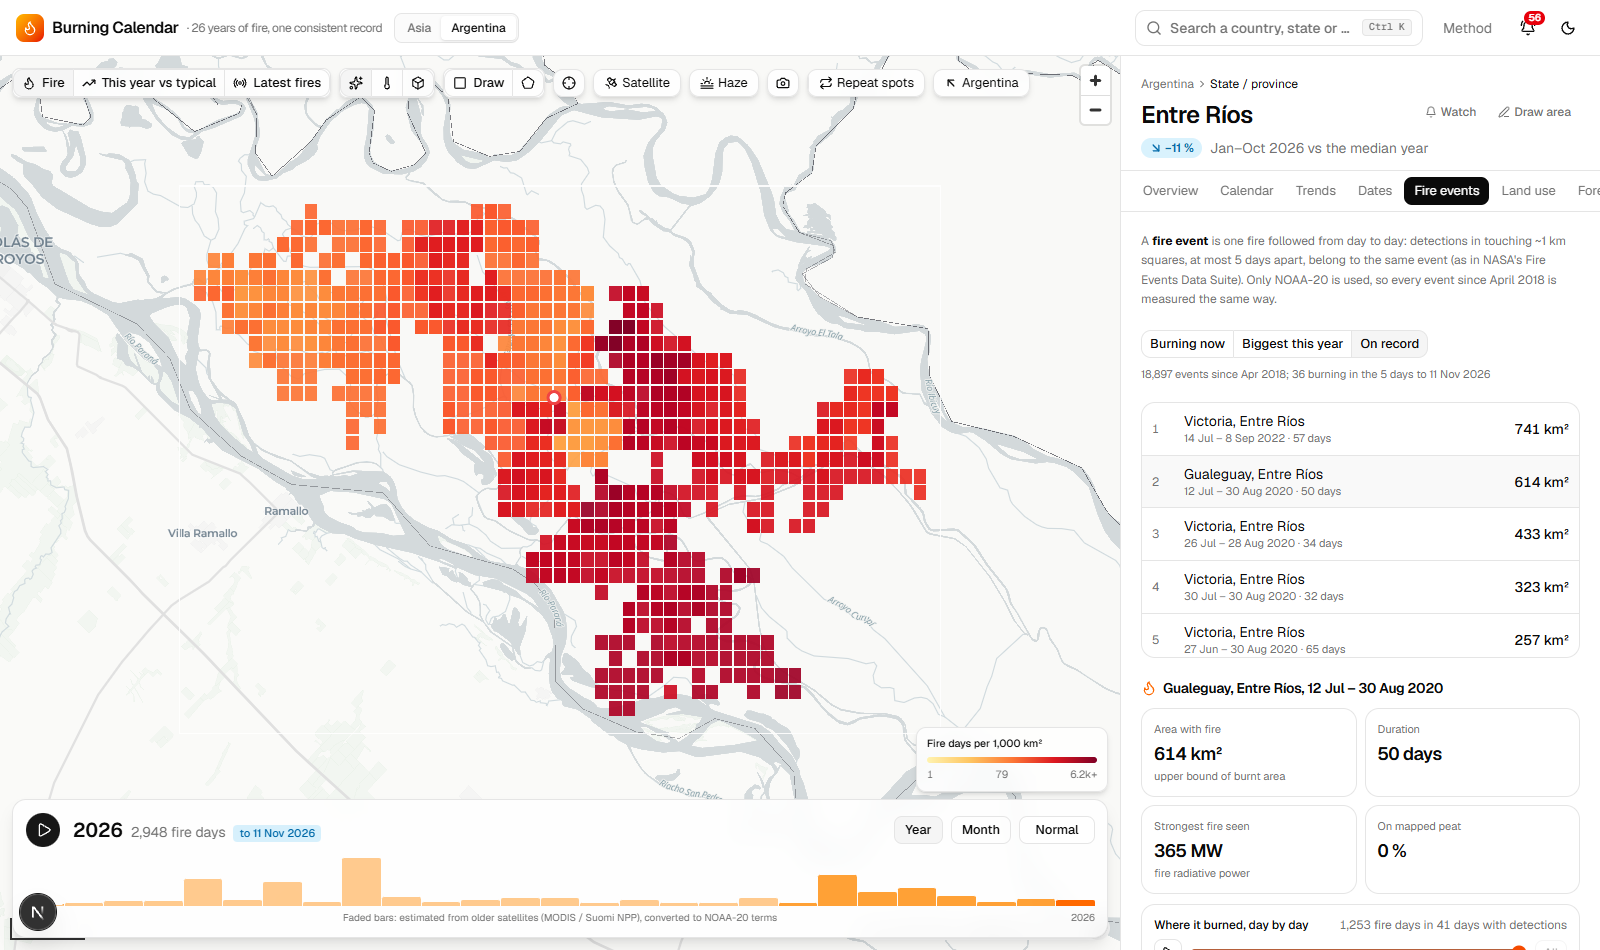 Burning Calendar · 26 years of fire, one consistent record
Asia Argentina
Search a country, state or ... Ctrl K
Method
56
Fire This year vs typical Latest fires
Draw
Satellite Haze Repeat spots Argentina
+
−
OLÁS DE
ROYOS
Río Paraná
Arroyo El Tala
Río Ibicuy
Ramallo
Villa Ramallo
Río Paraná
Riacho San Pedro
Fire days per 1,000 km²
1 79 6.2k+
2026 2,948 fire days to 11 Nov 2026
Year Month Normal
N
Faded bars: estimated from older satellites (MODIS / Suomi NPP), converted to NOAA-20 terms
2026
Argentina > State / province
Entre Ríos
Watch Draw area
−11 % Jan–Oct 2026 vs the median year
Overview Calendar Trends Dates Fire events Land use Fore
A fire event is one fire followed from day to day: detections in touching ~1 km
squares, at most 5 days apart, belong to the same event (as in NASA's Fire
Events Data Suite). Only NOAA-20 is used, so every event since April 2018 is
measured the same way.
Burning now Biggest this year On record
18,897 events since Apr 2018; 36 burning in the 5 days to 11 Nov 2026
1 Victoria, Entre Ríos 741 km²
14 Jul – 8 Sep 2022 · 57 days
2 Gualeguay, Entre Ríos 614 km²
12 Jul – 30 Aug 2020 · 50 days
3 Victoria, Entre Ríos 433 km²
26 Jul – 28 Aug 2020 · 34 days
4 Victoria, Entre Ríos 323 km²
30 Jul – 30 Aug 2020 · 32 days
5 Victoria, Entre Ríos 257 km²
27 Jun – 30 Aug 2020 · 65 days
Gualeguay, Entre Ríos, 12 Jul – 30 Aug 2020
Area with fire
614 km²
upper bound of burnt area
Duration
50 days
Strongest fire seen
365 MW
fire radiative power
On mapped peat
0 %
Where it burned, day by day 1,253 fire days in 41 days with detections